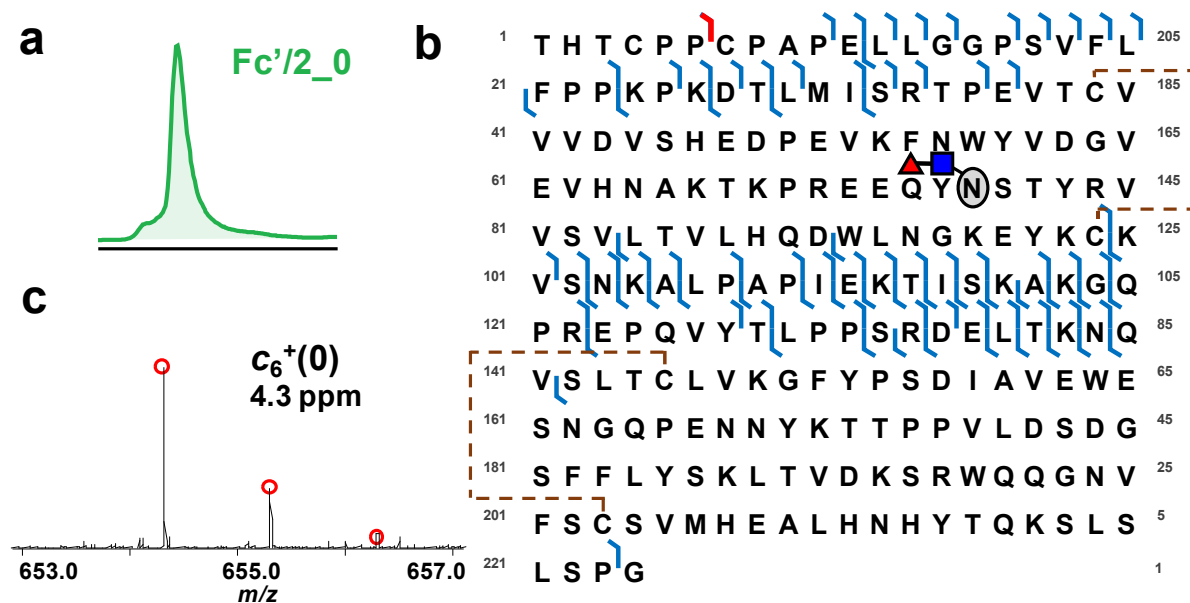 a
Fc'/2_0
b
1 T H T C P P C P A P E L L G G P S V F L 205
21 F P P K P K D T L M I S R T P E V T C V 185
41 V V D V S H E D P E V K F N W Y V D G V 165
61 E V H N A K T K P R E E Q Y N S T Y R V 145
81 V S V L T V L H Q D W L N G K E Y K C K 125
101 V S N K A L P A P I E K T I S K A K G Q 105
121 P R E P Q V Y T L P P S R D E L T K N Q 85
141 V S L T C L V K G F Y P S D I A V E W E 65
161 S N G Q P E N N Y K T T P P V L D S D G 45
181 S F F L Y S K L T V D K S R W Q Q G N V 25
201 F S C S V M H E A L H N H Y T Q K S L S 5
221 L S P G 1
c
c6+(0)
4.3 ppm
653.0 655.0 657.0
m/z